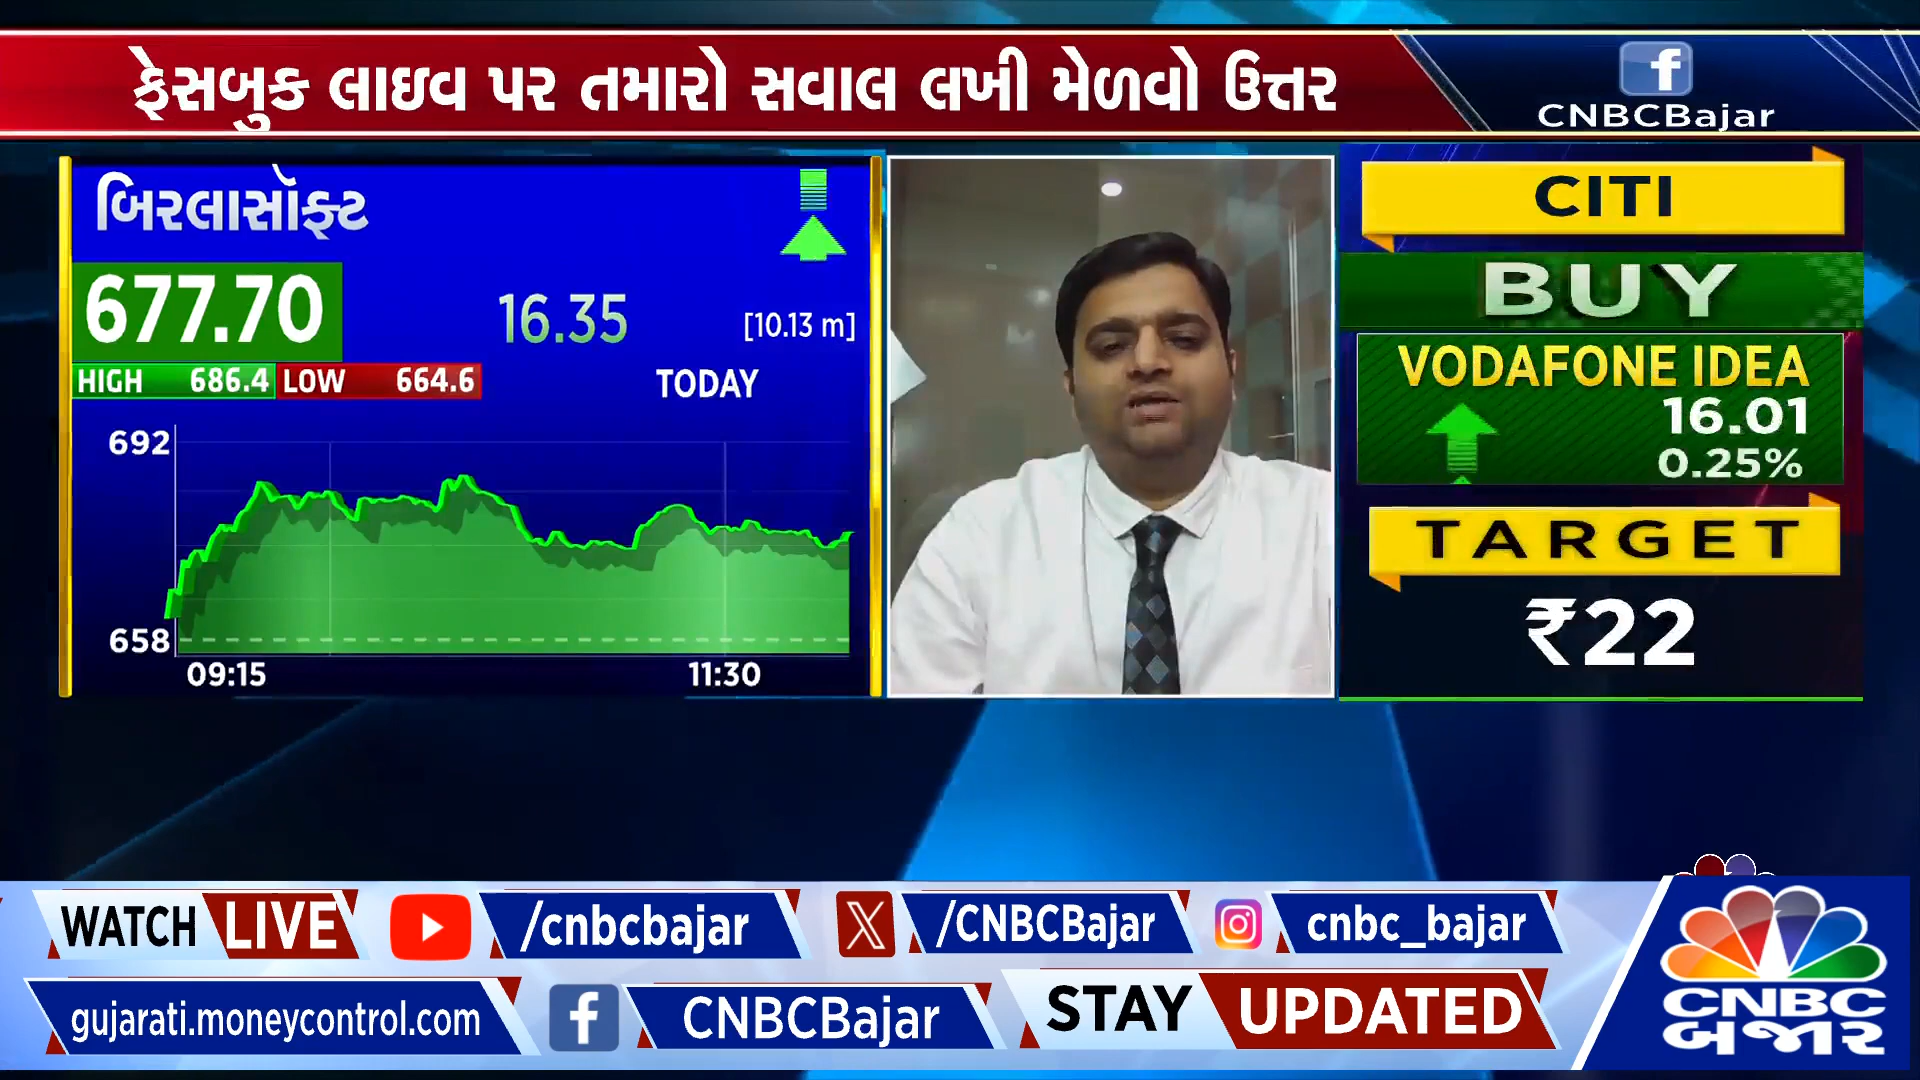 ફેસબુક લાઇવ પર તમારો સવાલ લખી મેળવો ઉત્તર
CNBCBajar
બિરલાસૉફ્ટ
677.70
16.35
[10.13 m]
HIGH 686.4 LOW 664.6
TODAY
692
658
09:15
11:30
CITI
BUY
VODAFONE IDEA
16.01
0.25%
TARGET
₹22
WATCH LIVE
/cnbcbajar
/CNBCBajar
cnbc_bajar
gujarati.moneycontrol.com
CNBCBajar
STAY UPDATED
CNBC
બજાર